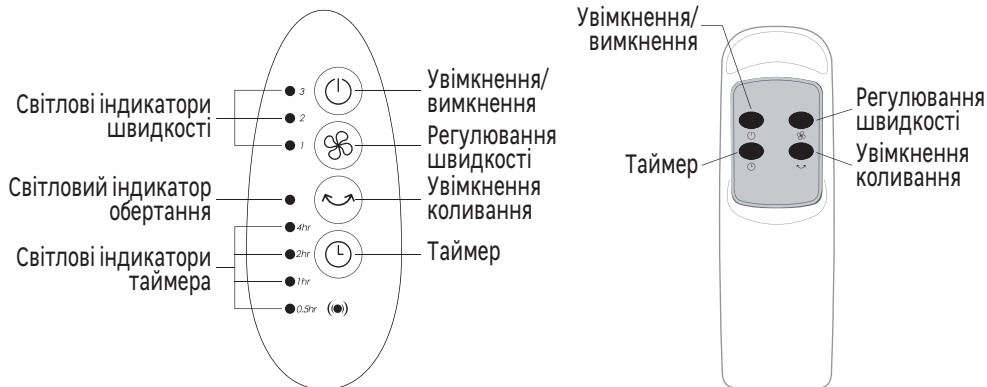 Світлові індикатори
швидкості
Світловий індикатор
обертання
Світлові індикатори
таймера
3
2
1
4hr
2hr
1hr
0.5hr
Увімкнення/
вимкнення
Регулювання
швидкості
Увімкнення
коливання
Таймер
Увімкнення/
вимкнення
Таймер
Регулювання
швидкості
Увімкнення
коливання